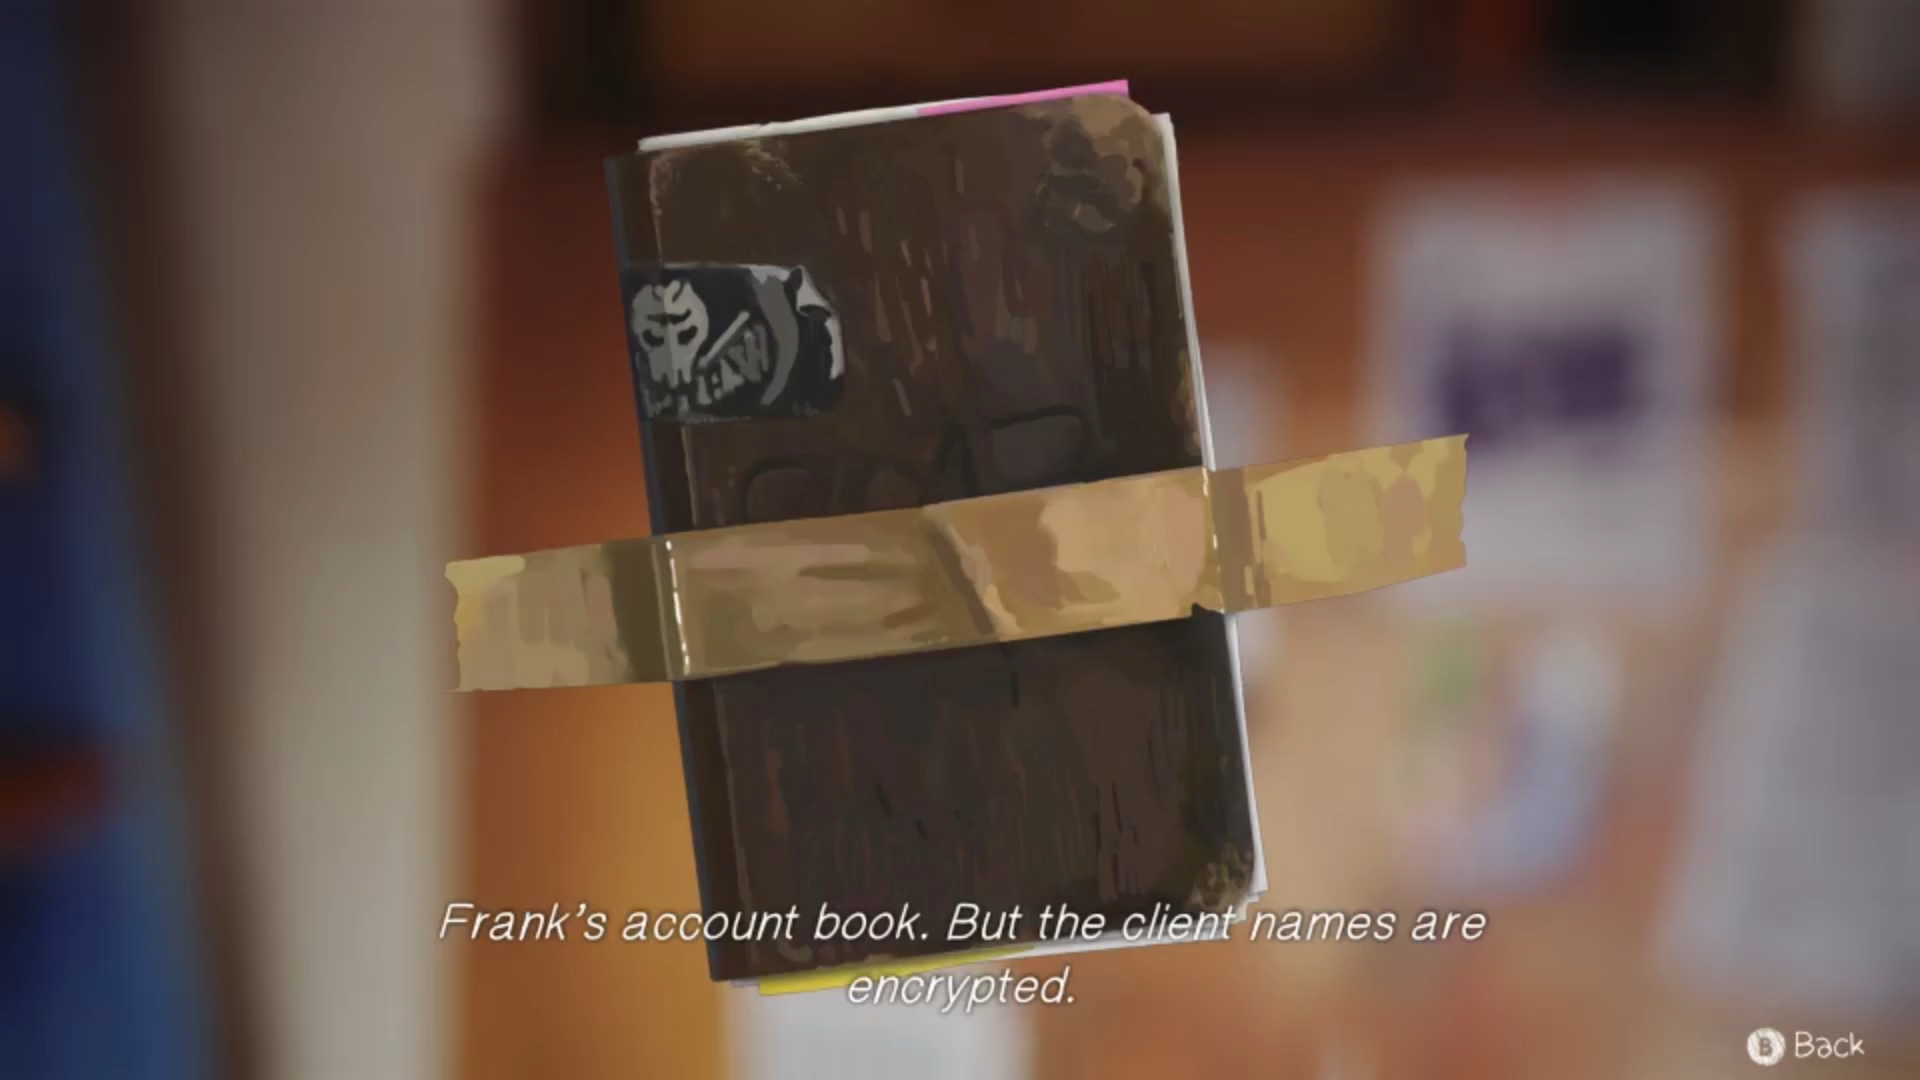 Frank's account book. But the client names are
encrypted.
B Back